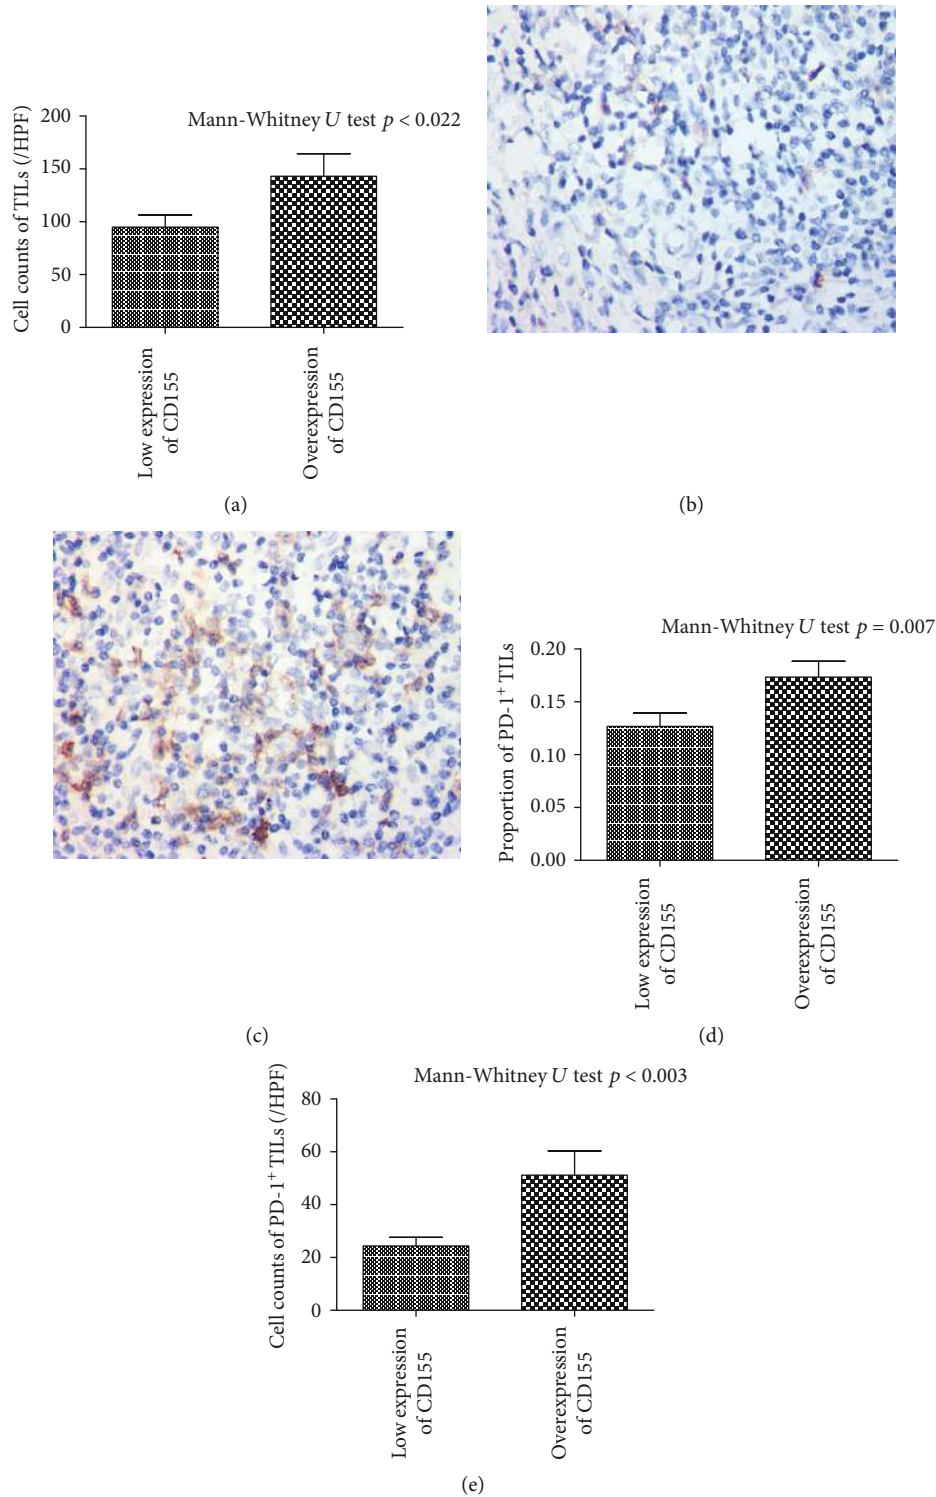 Mann-Whitney U test p < 0.022
Cell counts of TILs (/HPF)
200
150
100
50
0
Low expression
of CD155
Overexpression
of CD155
(a)
(b)
(c)
Mann-Whitney U test p = 0.007
Proportion of PD-1+ TILs
0.20
0.15
0.10
0.05
0.00
Low expression
of CD155
Overexpression
of CD155
(d)
Mann-Whitney U test p < 0.003
Cell counts of PD-1+ TILs (/HPF)
80
60
40
20
0
Low expression
of CD155
Overexpression
of CD155
(e)